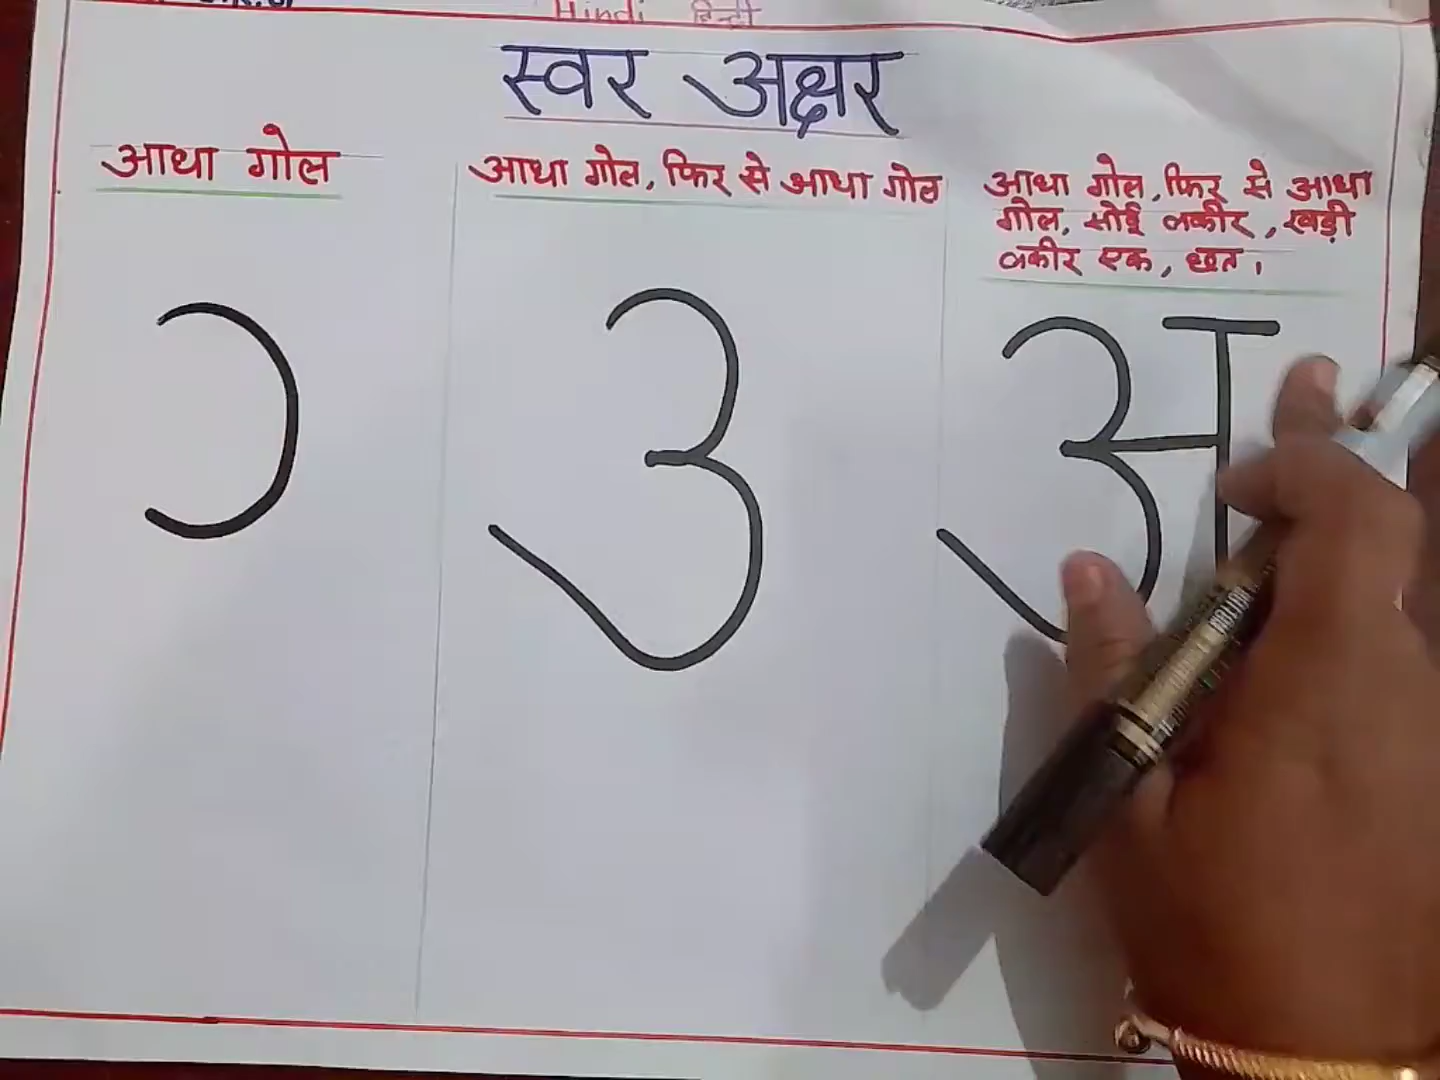 Hindi हिन्दी
स्वर अक्षर
आधा गोल
आधा गोल, फिर से आधा गोल
आधा गोल, फिर से आधा
गोल, सोई लकीर, खड़ी
लकीर एक, छत।
अ